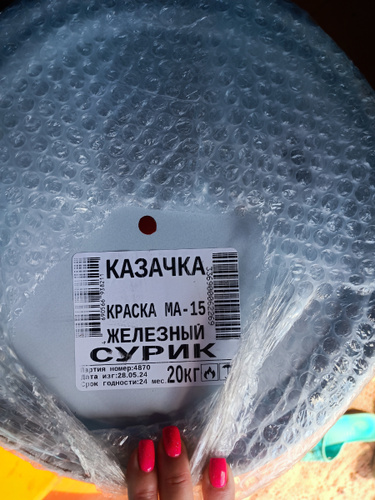 КАЗАЧКА
КРАСКА МА-15
ЖЕЛЕЗНЫЙ
СУРИК
Партия номер:4870
Дата изг:28.05.24
Срок годности:24 мес.
20кг